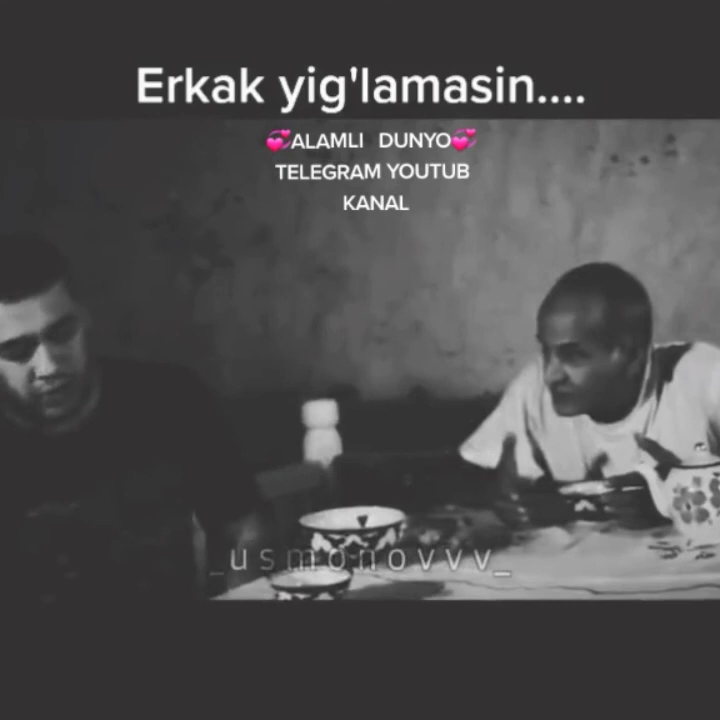 Erkak yig'lamasin....
💞ALAMLI DUNYO💞
TELEGRAM YOUTUB
KANAL
_usmonovvv_